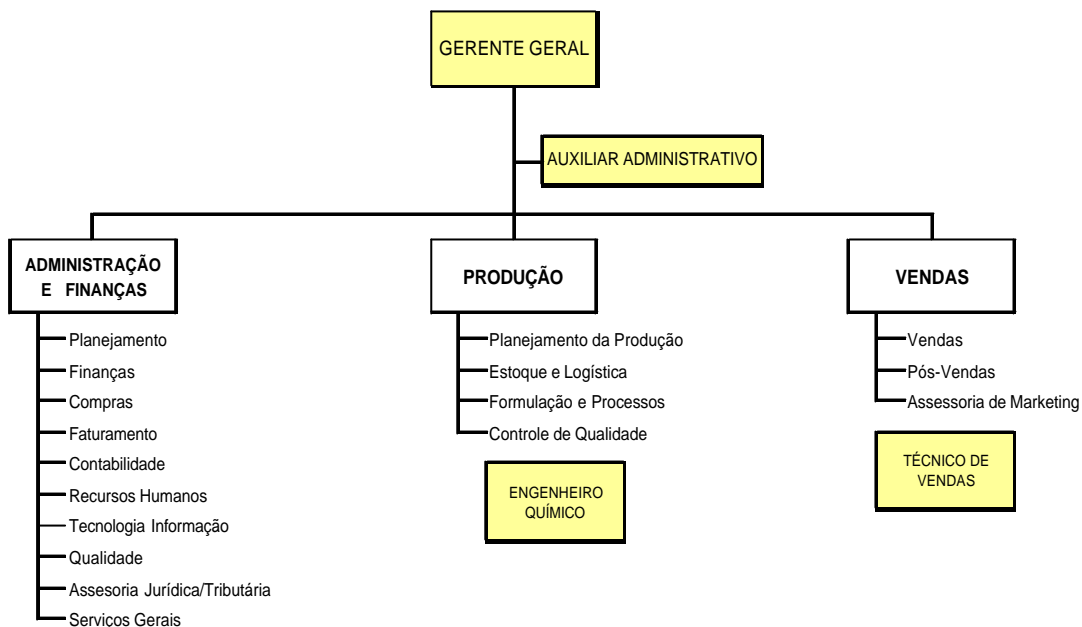 GERENTE GERAL
AUXILIAR ADMINISTRATIVO
ADMINISTRAÇÃO
E FINANÇAS
Planejamento
Finanças
Compras
Faturamento
Contabilidade
Recursos Humanos
Tecnologia Informação
Qualidade
Assesoria Jurídica/Tributária
Serviços Gerais
PRODUÇÃO
Planejamento da Produção
Estoque e Logística
Formulação e Processos
Controle de Qualidade
ENGENHEIRO
QUÍMICO
VENDAS
Vendas
Pós-Vendas
Assessoria de Marketing
TÉCNICO DE
VENDAS